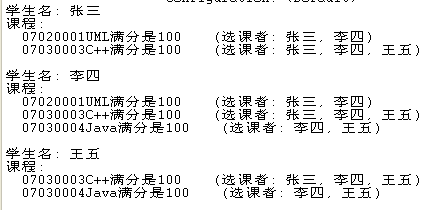 学生名: 张三
课程:
07020001UML满分是100 (选课者: 张三, 李四)
07030003C++满分是100 (选课者: 张三, 李四, 王五)
学生名: 李四
课程:
07020001UML满分是100 (选课者: 张三, 李四)
07030003C++满分是100 (选课者: 张三, 李四, 王五)
07030004Java满分是100 (选课者: 李四, 王五)
学生名: 王五
课程:
07030003C++满分是100 (选课者: 张三, 李四, 王五)
07030004Java满分是100 (选课者: 李四, 王五)